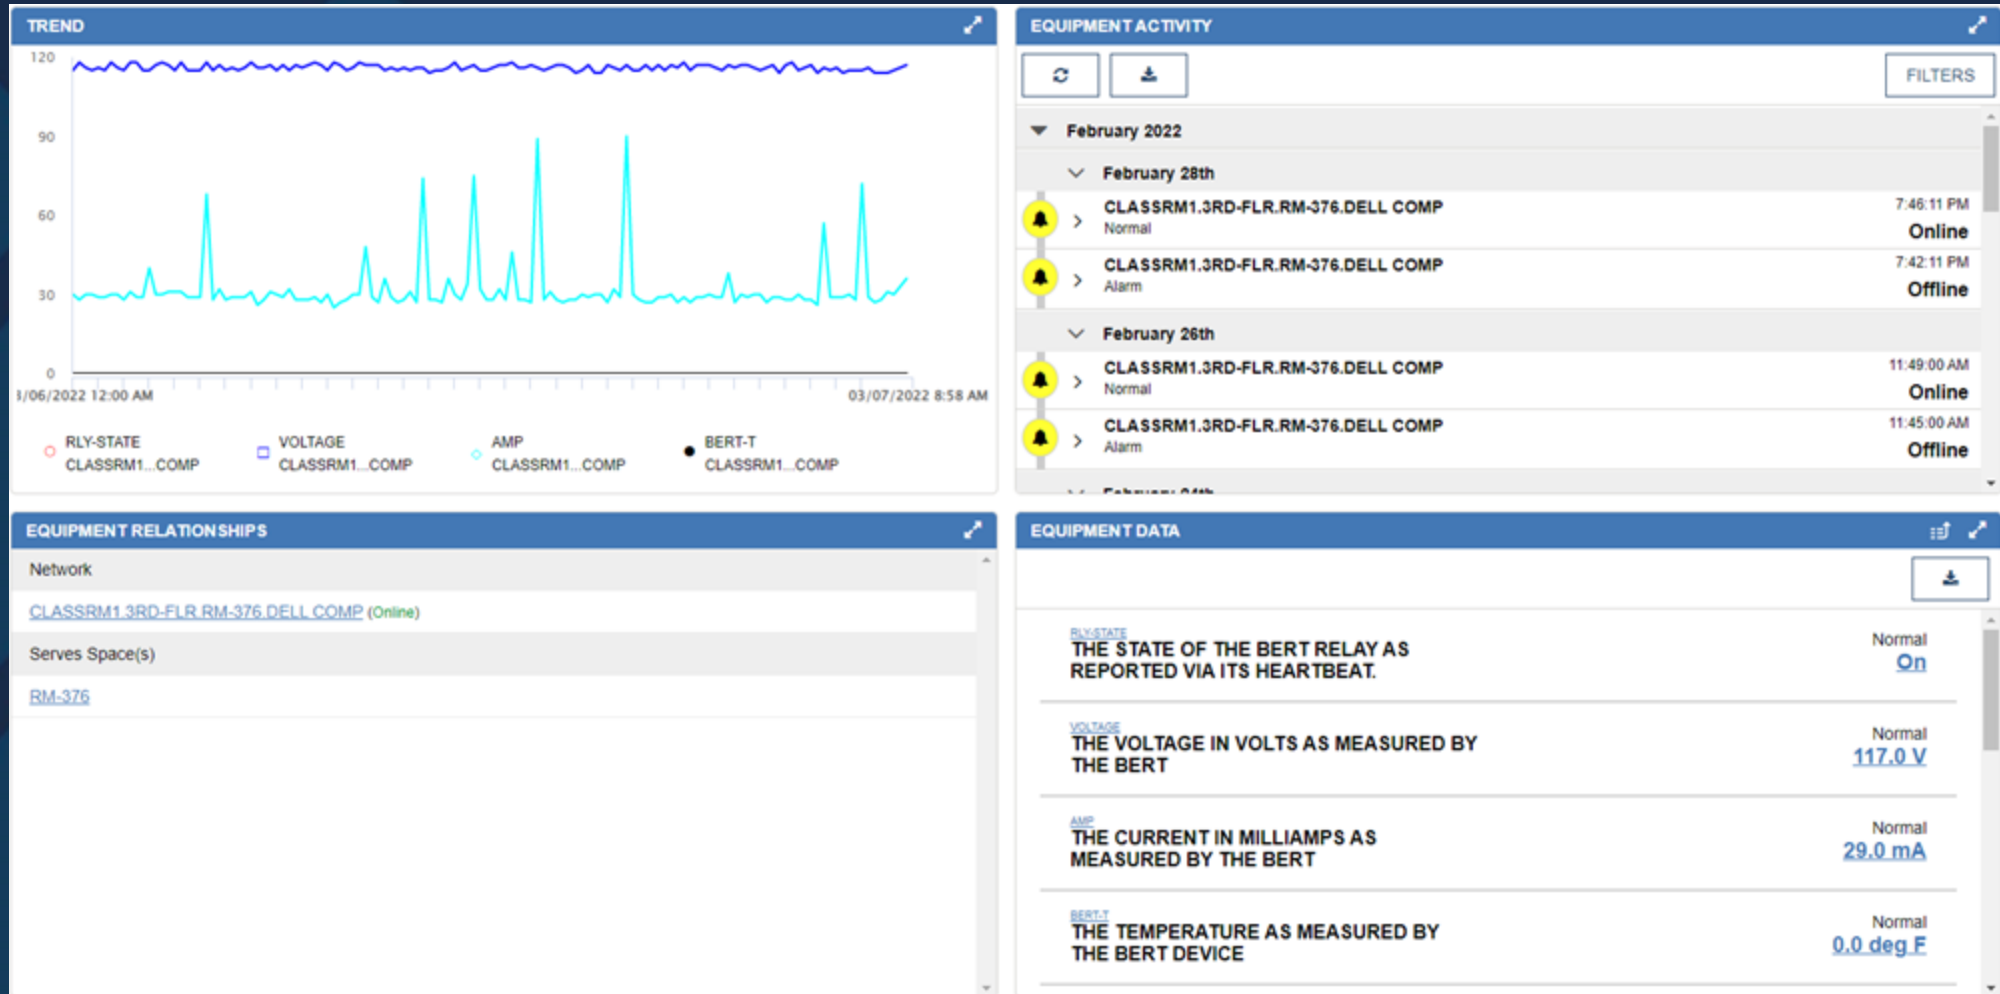 TREND
120
90
60
30
0
3/06/2022 12:00 AM
03/07/2022 8:58 AM
RLY-STATE
CLASSRM1...COMP
VOLTAGE
CLASSRM1...COMP
AMP
CLASSRM1...COMP
BERT-T
CLASSRM1...COMP
EQUIPMENT ACTIVITY
FILTERS
February 2022
February 28th
CLASSRM1.3RD-FLR.RM-376.DELL COMP
7:46:11 PM
Normal
Online
CLASSRM1.3RD-FLR.RM-376.DELL COMP
7:42:11 PM
Alarm
Offline
February 26th
CLASSRM1.3RD-FLR.RM-376.DELL COMP
11:49:00 AM
Normal
Online
CLASSRM1.3RD-FLR.RM-376.DELL COMP
11:45:00 AM
Alarm
Offline
February 24th
EQUIPMENT RELATIONSHIPS
Network
CLASSRM1.3RD-FLR.RM-376.DELL COMP (Online)
Serves Space(s)
RM-376
EQUIPMENT DATA
RLY-STATE
THE STATE OF THE BERT RELAY AS
REPORTED VIA ITS HEARTBEAT.
Normal
On
VOLTAGE
THE VOLTAGE IN VOLTS AS MEASURED BY
THE BERT
Normal
117.0 V
AMP
THE CURRENT IN MILLIAMPS AS
MEASURED BY THE BERT
Normal
29.0 mA
BERT-T
THE TEMPERATURE AS MEASURED BY
THE BERT DEVICE
Normal
0.0 deg F